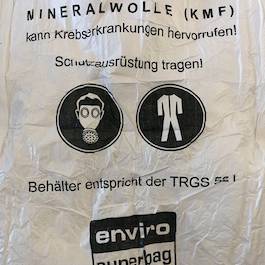 MINERALWOLLE (KMF)
kann Krebserkrankungen hervorrufen!
Schutzausrüstung tragen!
Behälter entspricht der TRGS
enviro
superbag